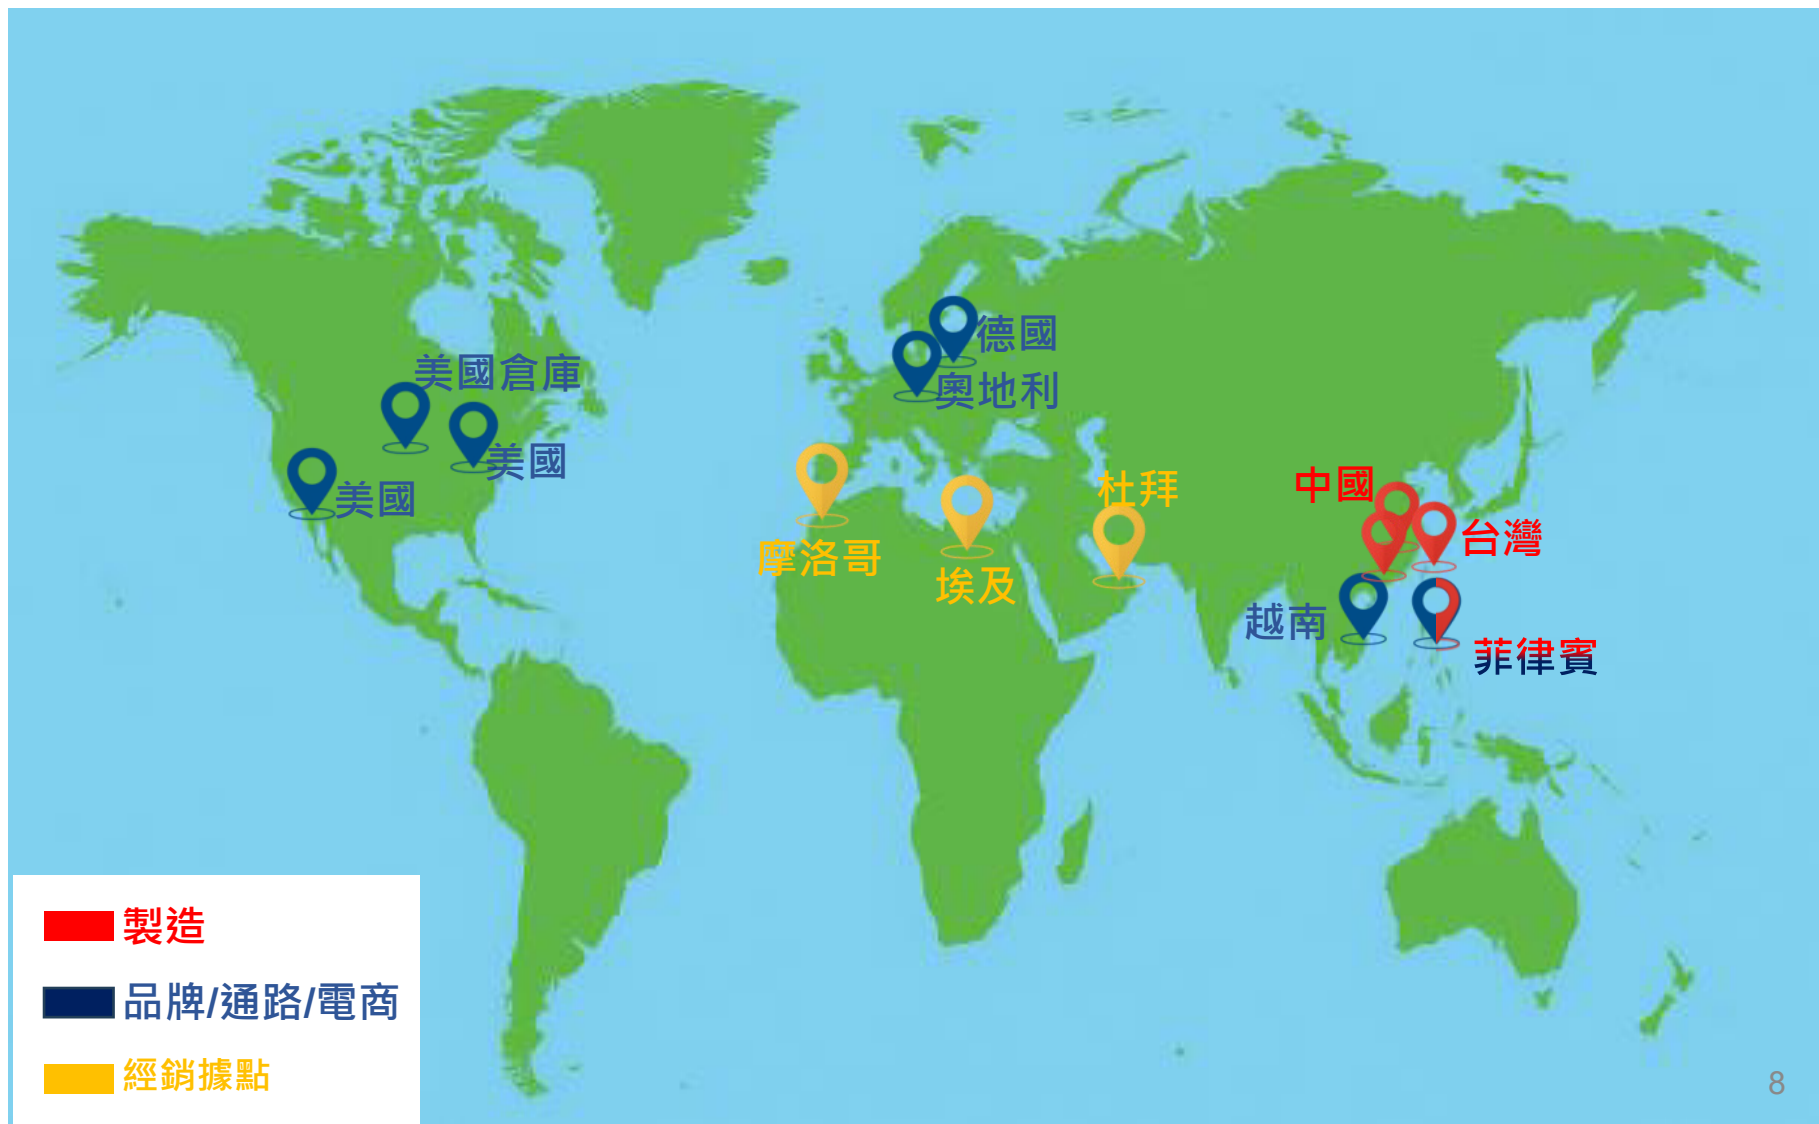 德國
美國倉庫
奧地利
美國
美國
中國
杜拜
台灣
摩洛哥
埃及
越南
菲律賓
製造
品牌/通路/電商
經銷據點
8